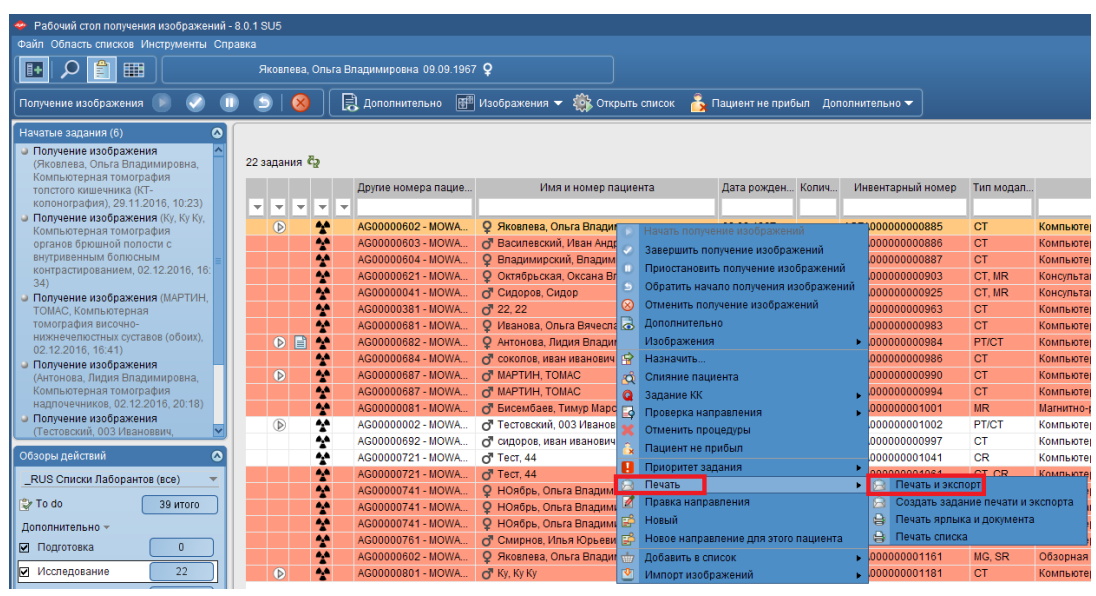 Рабочий стол получения изображений - 8.0.1 SU5
Файл Область списков Инструменты Справка
Яковлева, Ольга Владимировна 09.09.1967
Получение изображения
Дополнительно Изображения Открыть список Пациент не прибыл Дополнительно
Начатые задания (6)
Получение изображения
(Яковлева, Ольга Владимировна,
Компьютерная томография
толстого кишечника (КТ-
колонография), 29.11.2016, 10:23)
Получение изображения (Ку, Ку Ку,
Компьютерная томография
органов брюшной полости с
внутривенным болюсным
контрастированием, 02.12.2016, 16:
34)
Получение изображения (МАРТИН,
ТОМАС, Компьютерная
томография височно-
нижнечелюстных суставов (обоих),
02.12.2016, 16:41)
Получение изображения
(Антонова, Лидия Владимировна,
Компьютерная томография
надпочечников, 02.12.2016, 20:18)
Получение изображения
(Тестовский, 003 Иванович,
Обзоры действий
_RUS Списки Лаборантов (все)
To do 39 итого
Дополнительно
Подготовка 0
Исследование 22
22 задания
Другие номера пацие... Имя и номер пациента Дата рожден... Колич... Инвентарный номер Тип модал...
AG00000602 - MOWA... Яковлева, Ольга Влади 000000000885 CT Компьютер
AG00000603 - MOWA... Василевский, Иван Андр 000000000886 CT Компьютер
AG00000604 - MOWA... Владимирский, Владим 000000000887 CT Компьютер
AG00000621 - MOWA... Октябрьская, Оксана Вл 000000000903 CT, MR Консульта
AG00000041 - MOWA... Сидоров, Сидор 000000000925 CT, MR Консульта
AG00000381 - MOWA... 22, 22 000000000963 CT Компьютер
AG00000681 - MOWA... Иванова, Ольга Вячесла 000000000983 CT Компьютер
AG00000682 - MOWA... Антонова, Лидия Влади 000000000984 PT/CT Компьютер
AG00000684 - MOWA... соколов, иван иванович 000000000986 CT Компьютер
AG00000687 - MOWA... МАРТИН, ТОМАС 000000000990 CT Компьютер
AG00000687 - MOWA... МАРТИН, ТОМАС 000000000994 CT Компьютер
AG00000081 - MOWA... Бисембаев, Тимур Марс 000000001001 MR Магнитно-р
AG00000002 - MOWA... Тестовский, 003 Иванов 000000001002 PT/CT Компьютер
AG00000692 - MOWA... сидоров, иван иванович 000000000997 CT Компьютер
AG00000721 - MOWA... Тест, 44 000000001041 CR Компьютер
AG00000721 - MOWA... Тест, 44 000000001061 CT, CR Компьютер
AG00000741 - MOWA... НОябрь, Ольга Владим
AG00000741 - MOWA... НОябрь, Ольга Владим
AG00000741 - MOWA... НОябрь, Ольга Владим
AG00000761 - MOWA... Смирнов, Илья Юрьеви
AG00000602 - MOWA... Яковлева, Ольга Влади 000000001161 MG, SR Обзорная
AG00000801 - MOWA... Ку, Ку Ку 000000001181 CT Компьютер
Начать получение изображений
Завершить получение изображений
Приостановить получение изображений
Обратить начало получения изображений
Отменить получение изображений
Дополнительно
Изображения
Назначить...
Слияние пациента
Задание КК
Проверка направления
Отменить процедуры
Пациент не прибыл
Приоритет задания
Печать
Правка направления
Новый
Новое направление для этого пациента
Добавить в список
Импорт изображений
Печать и экспорт
Создать задание печати и экспорта
Печать ярлыка и документа
Печать списка